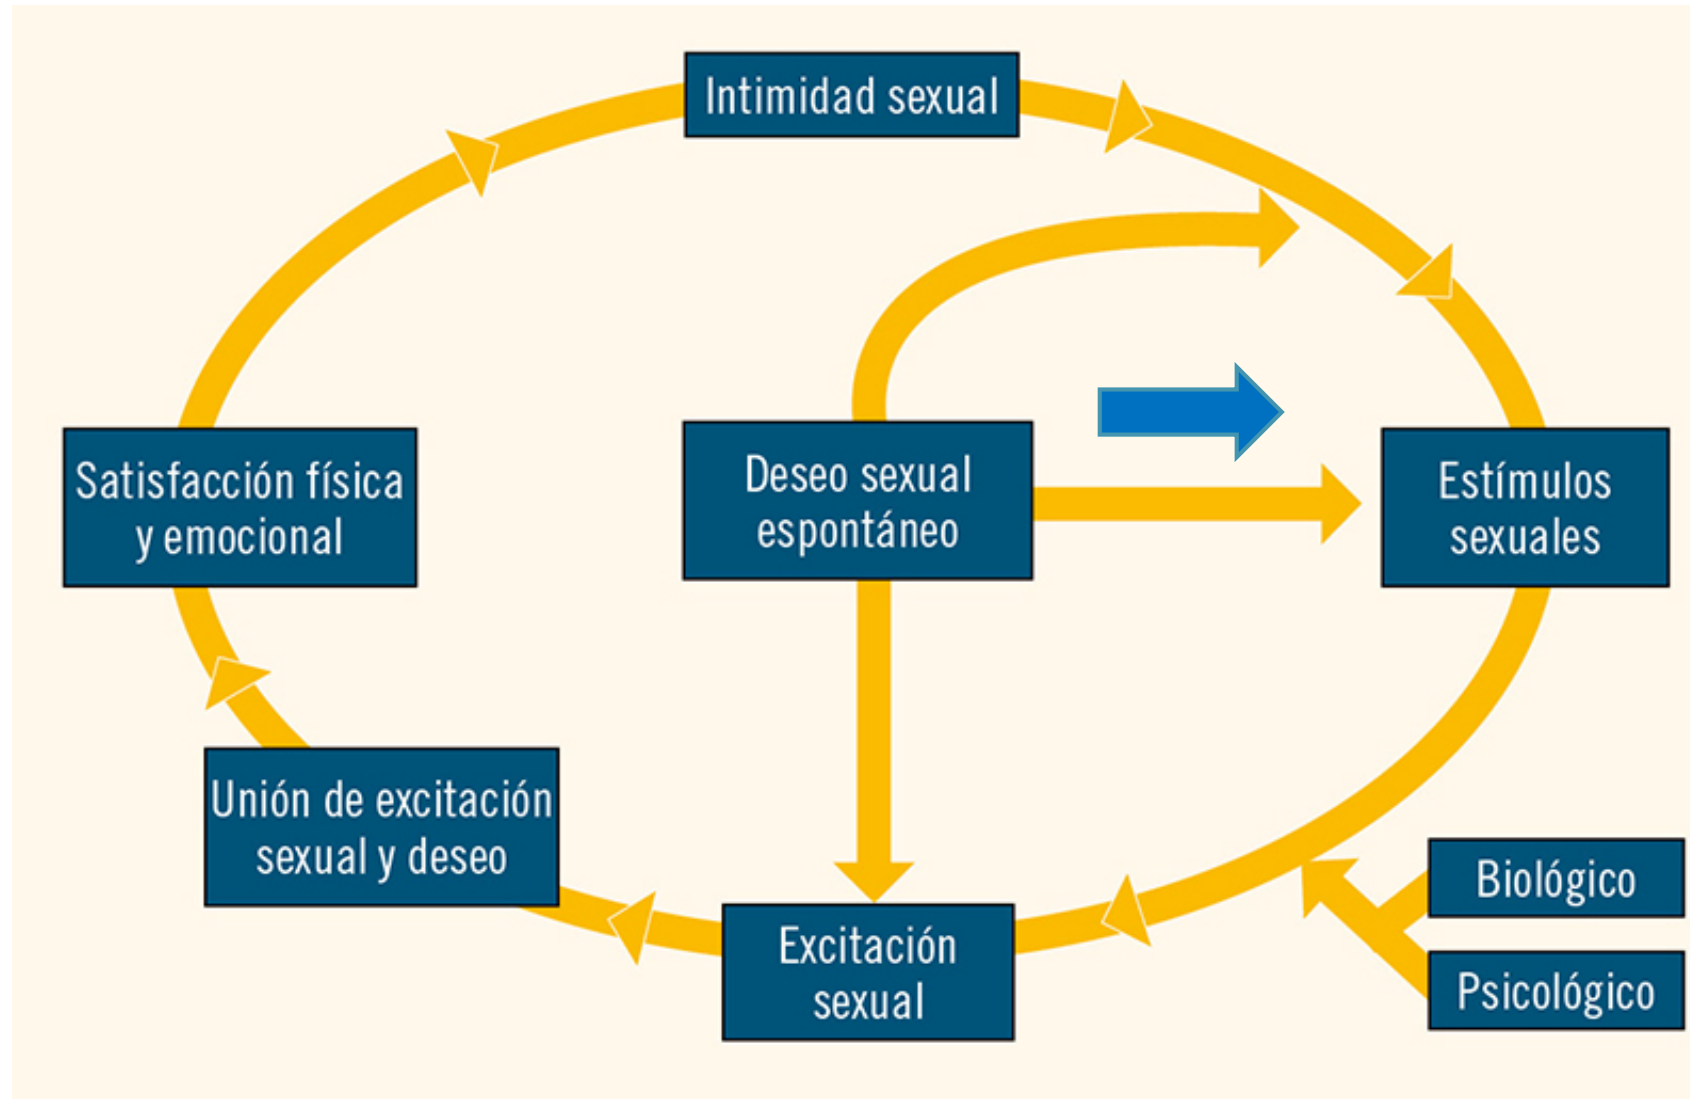 Intimidad sexual
Satisfacción física
y emocional
Deseo sexual
espontáneo
Estímulos
sexuales
Unión de excitación
sexual y deseo
Excitación
sexual
Biológico
Psicológico